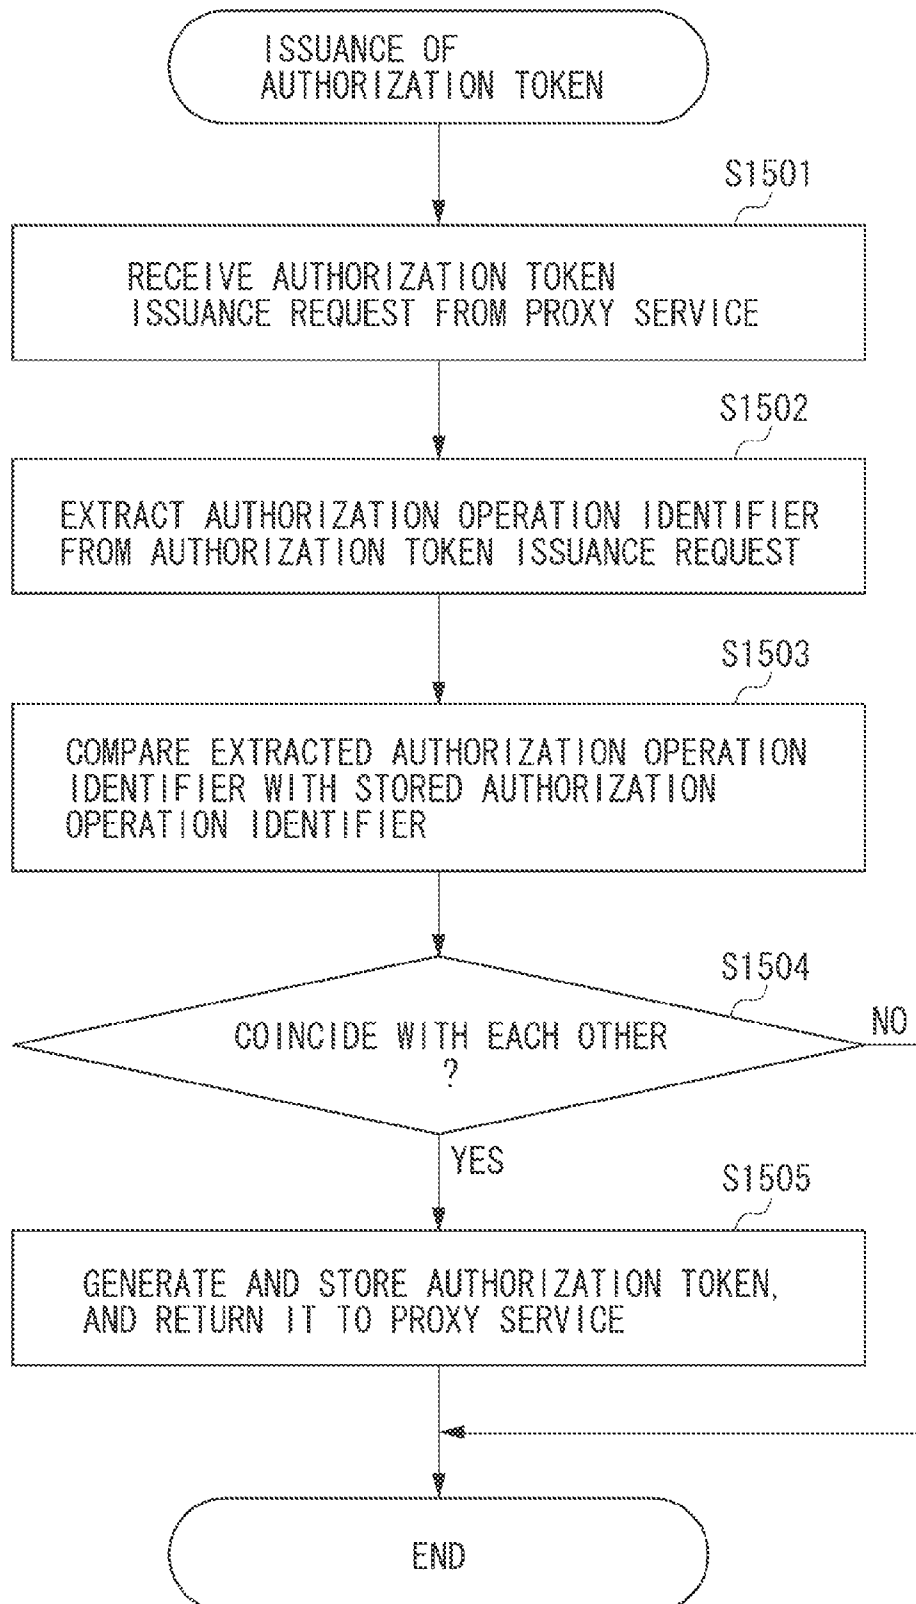 ISSUANCE OF
AUTHORIZATION TOKEN
S1501
RECEIVE AUTHORIZATION TOKEN
ISSUANCE REQUEST FROM PROXY SERVICE
S1502
EXTRACT AUTHORIZATION OPERATION IDENTIFIER
FROM AUTHORIZATION TOKEN ISSUANCE REQUEST
S1503
COMPARE EXTRACTED AUTHORIZATION OPERATION
IDENTIFIER WITH STORED AUTHORIZATION
OPERATION IDENTIFIER
S1504
COINCIDE WITH EACH OTHER
?
NO
YES
S1505
GENERATE AND STORE AUTHORIZATION TOKEN,
AND RETURN IT TO PROXY SERVICE
END